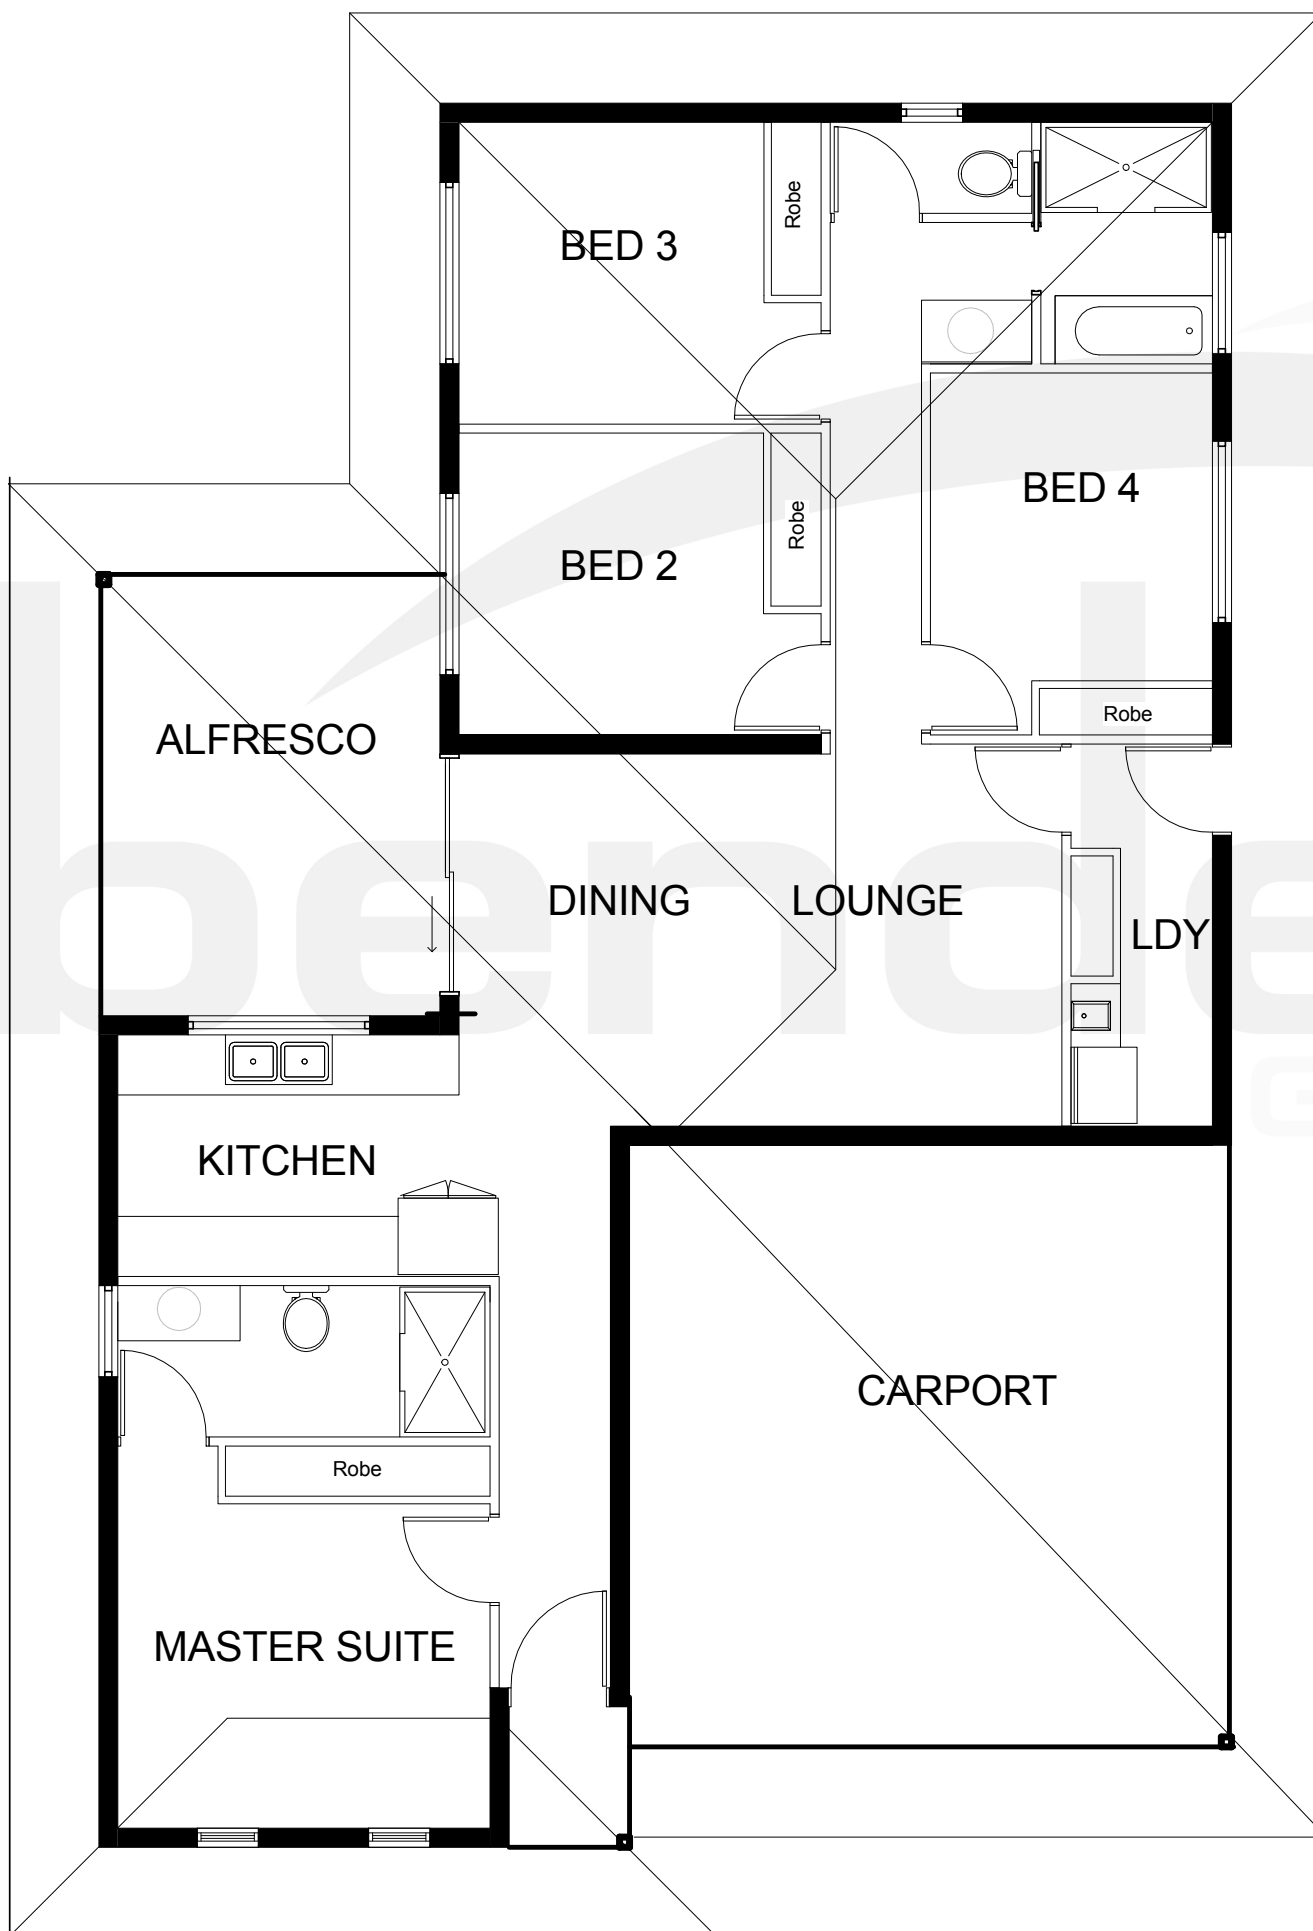 Robe
BED 3
BED 4
Robe
BED 2
Robe
ALFRESCO
DINING
LOUNGE
LDY
KITCHEN
CARPORT
Robe
MASTER SUITE